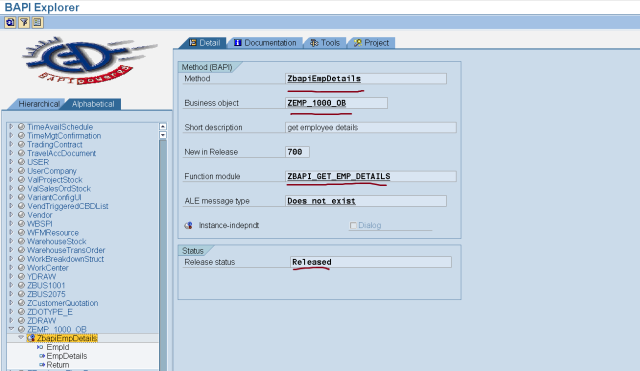 BAPI Explorer
BAPI powered
Hierarchical Alphabetical
TimeAvailSchedule
TimeMgtConfirmation
TradingContract
TravelAccDocument
USER
UserCompany
ValProjectStock
ValSalesOrdStock
VariantConfigUI
VendTriggeredCBDList
Vendor
WBSPI
WFMResource
WarehouseStock
WarehouseTransOrder
WorkBreakdownStruct
WorkCenter
YDRAW
ZBUS1001
ZBUS2075
ZCustomerQuotation
ZDOTYPE_E
ZDRAW
ZEMP_1000_OB
ZbapiEmpDetails
EmpId
EmpDetails
Return
Detail Documentation Tools Project
Method (BAPI)
Method ZbapiEmpDetails
Business object ZEMP_1000_OB
Short description get employee details
New in Release 700
Function module ZBAPI_GET_EMP_DETAILS
ALE message type Does not exist
Instance-indepndt Dialog
Status
Release status Released